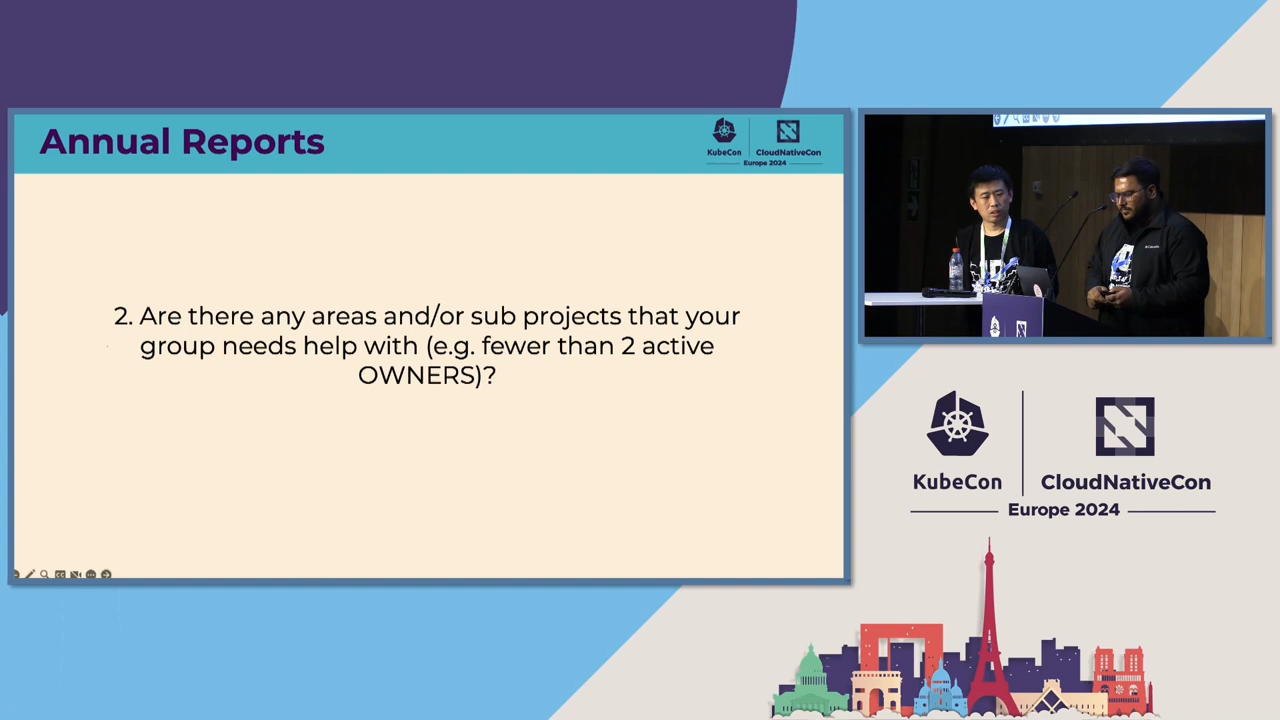 Annual Reports
KubeCon
CloudNativeCon
Europe 2024
2. Are there any areas and/or sub projects that your
group needs help with (e.g. fewer than 2 active
OWNERS)?
KubeCon
CloudNativeCon
Europe 2024